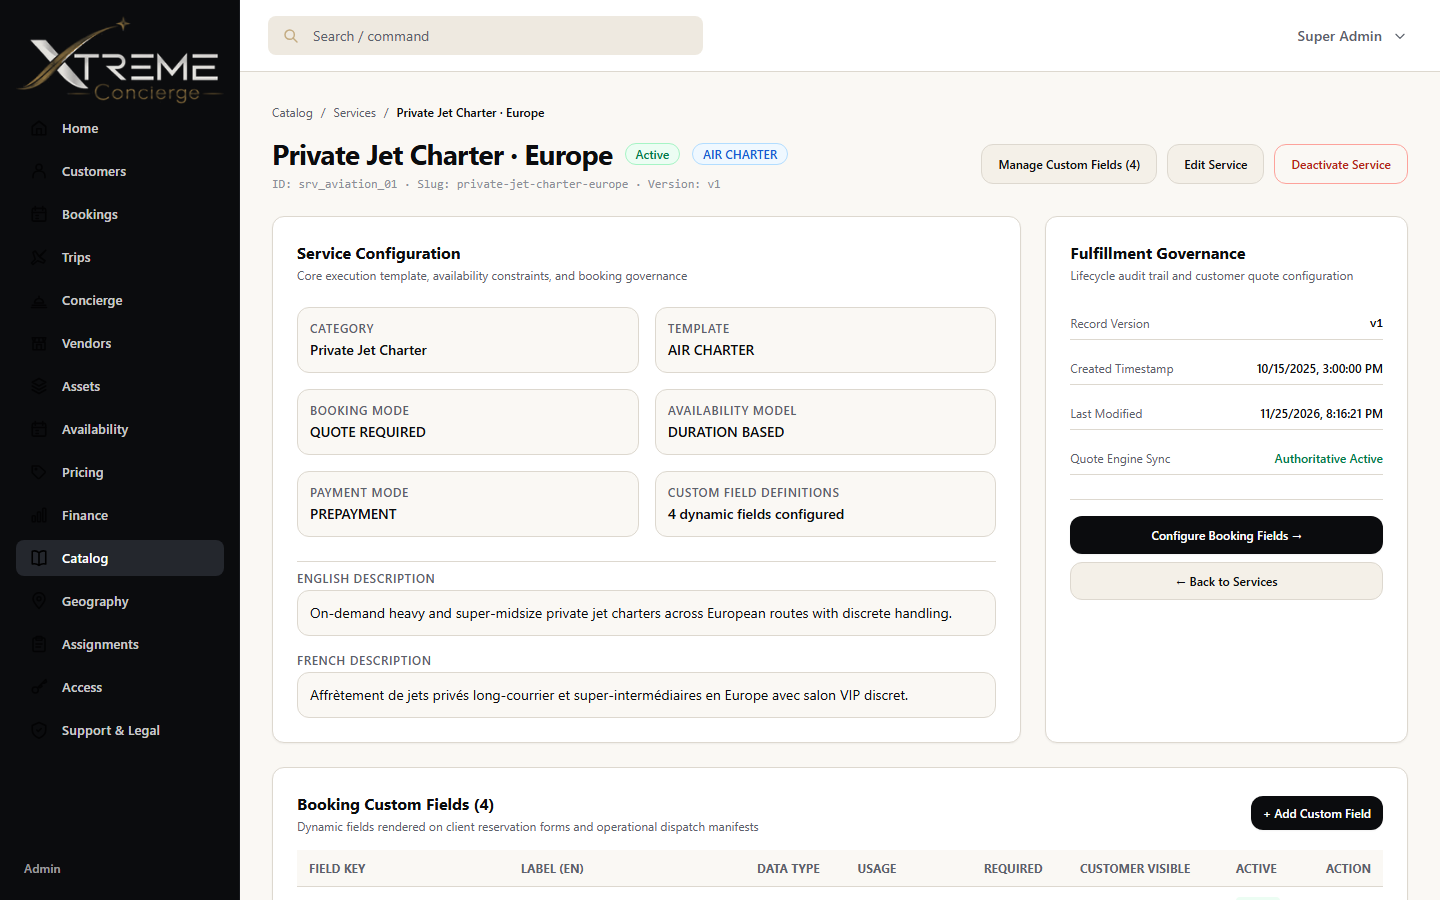 XTREME
Concierge
Home
Customers
Bookings
Trips
Concierge
Vendors
Assets
Availability
Pricing
Finance
Catalog
Geography
Assignments
Access
Support & Legal
Admin
Search / command
Super Admin
Catalog / Services / Private Jet Charter · Europe
Private Jet Charter · Europe Active AIR CHARTER
ID: srv_aviation_01 · Slug: private-jet-charter-europe · Version: v1
Manage Custom Fields (4) Edit Service Deactivate Service
Service Configuration
Core execution template, availability constraints, and booking governance
CATEGORY
Private Jet Charter
TEMPLATE
AIR CHARTER
BOOKING MODE
QUOTE REQUIRED
AVAILABILITY MODEL
DURATION BASED
PAYMENT MODE
PREPAYMENT
CUSTOM FIELD DEFINITIONS
4 dynamic fields configured
ENGLISH DESCRIPTION
On-demand heavy and super-midsize private jet charters across European routes with discrete handling.
FRENCH DESCRIPTION
Affrètement de jets privés long-courrier et super-intermédiaires en Europe avec salon VIP discret.
Fulfillment Governance
Lifecycle audit trail and customer quote configuration
Record Version v1
Created Timestamp 10/15/2025, 3:00:00 PM
Last Modified 11/25/2026, 8:16:21 PM
Quote Engine Sync Authoritative Active
Configure Booking Fields →
← Back to Services
Booking Custom Fields (4)
Dynamic fields rendered on client reservation forms and operational dispatch manifests
+ Add Custom Field
FIELD KEY LABEL (EN) DATA TYPE USAGE REQUIRED CUSTOMER VISIBLE ACTIVE ACTION